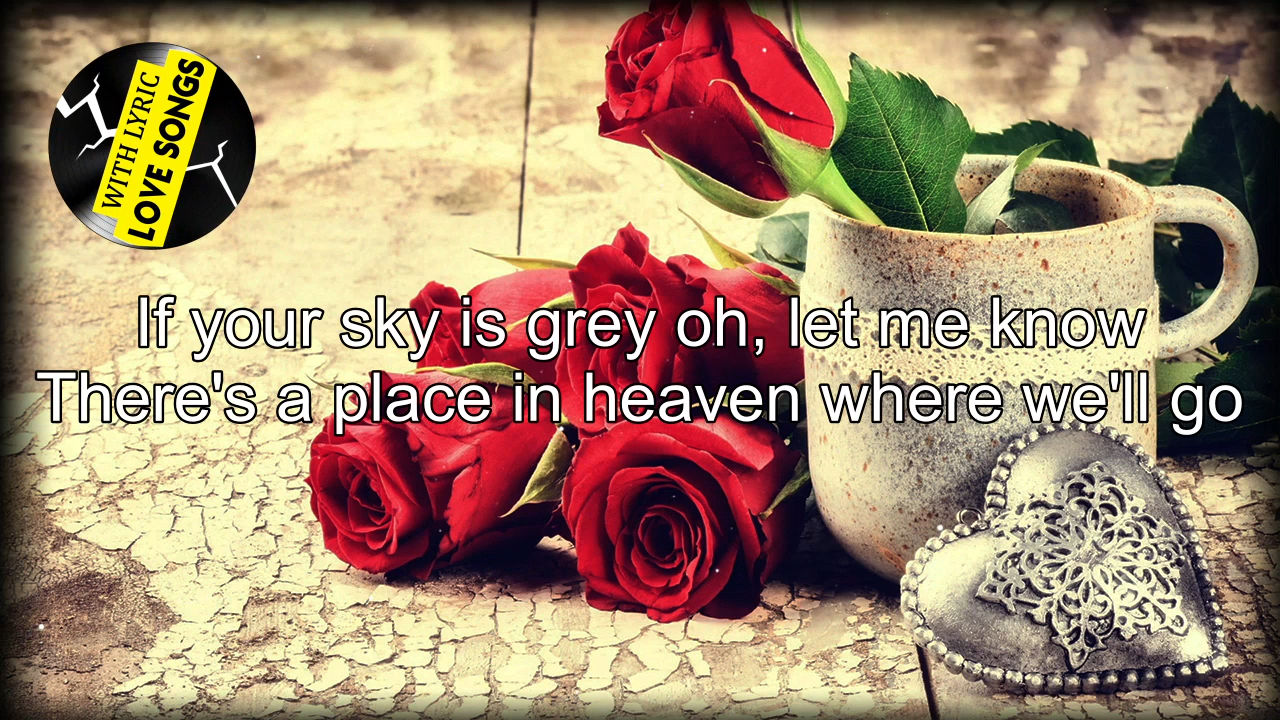 WITH LYRIC
LOVE SONGS
If your sky is grey oh, let me know
There's a place in heaven where we'll go